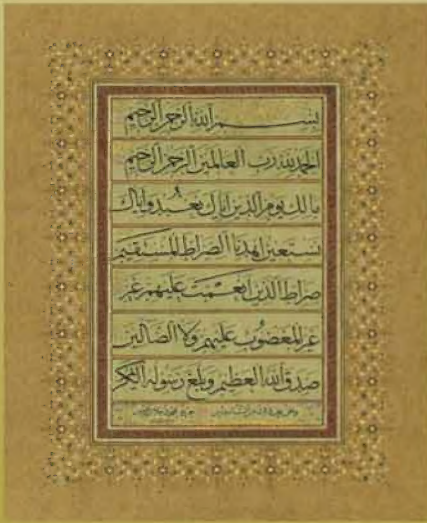 بسم الله الرحمن الرحيم
الحمد لله رب العالمين الرحمن الرحيم
مالك يوم الدين اياك نعبد واياك
نستعين اهدنا الصراط المستقيم
صراط الذين انعمت عليهم غير
غير المغضوب عليهم ولا الضالين
صدق الله العظيم وبلغ رسوله الكريم